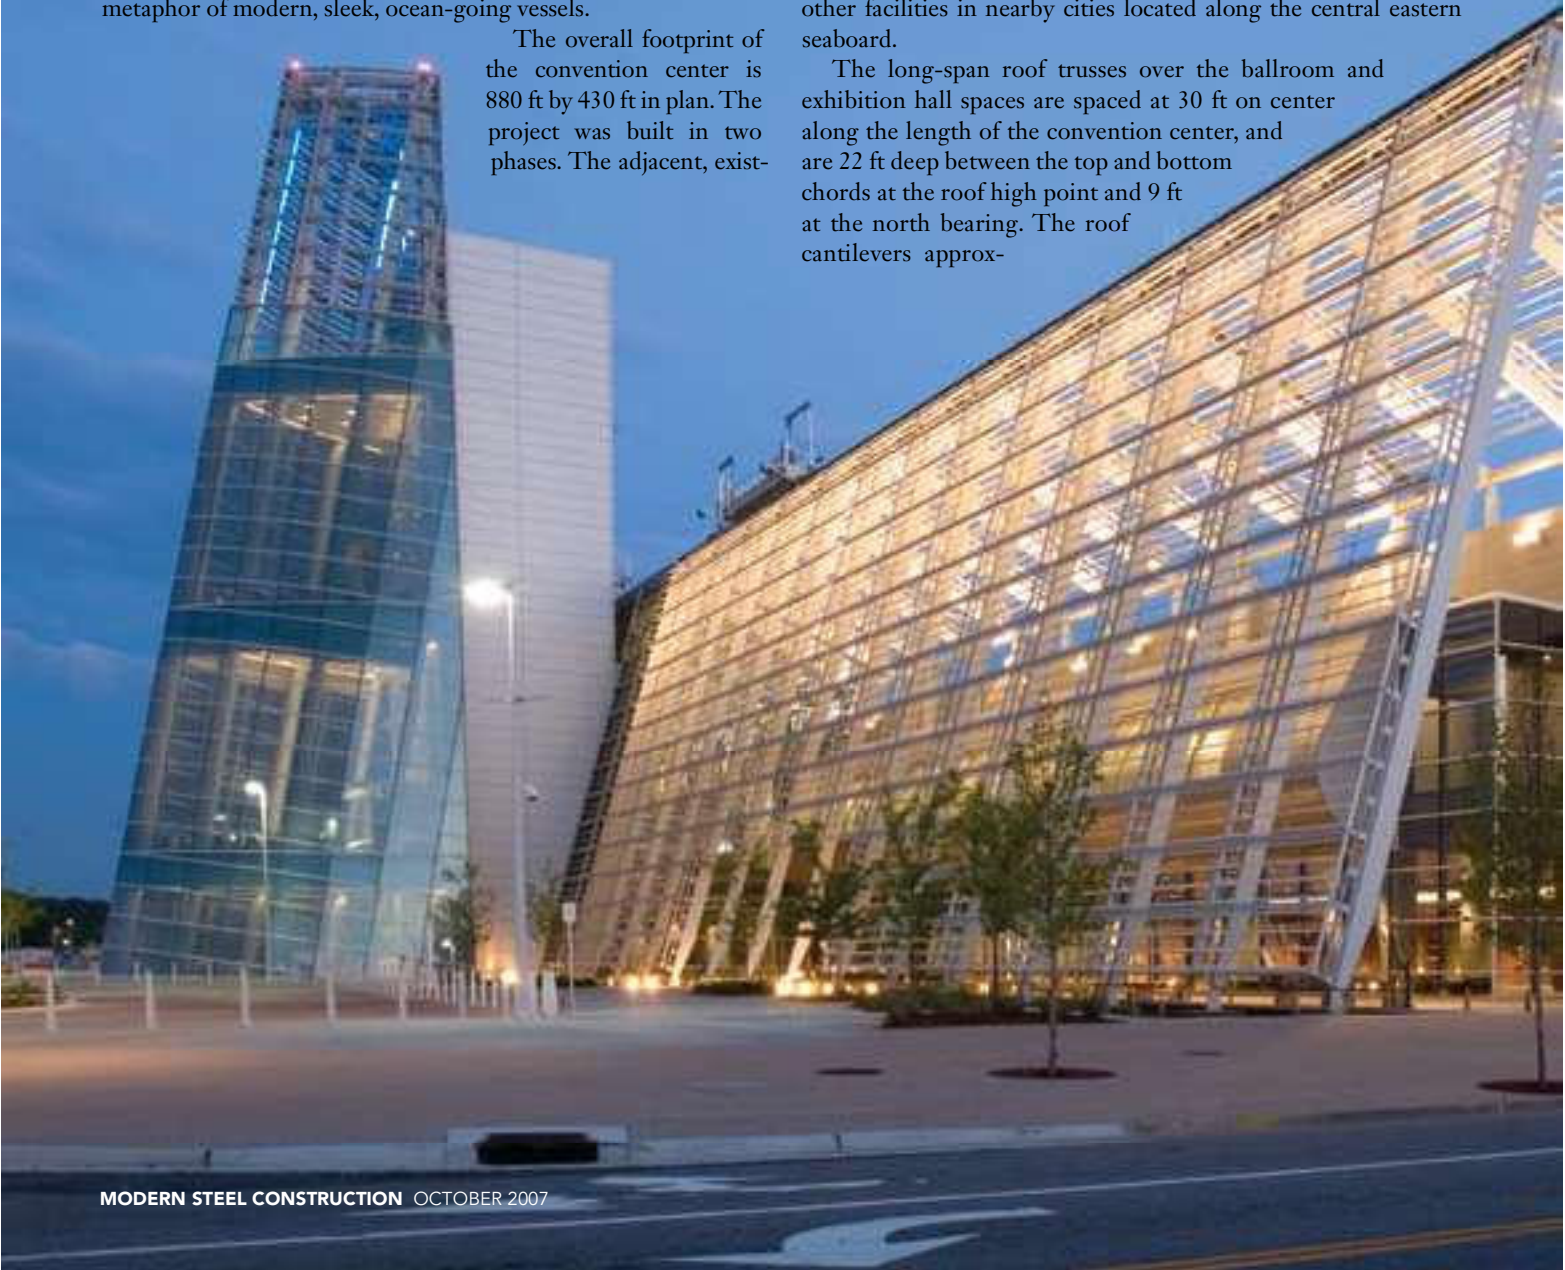 metaphor of modern, sleek, ocean-going vessels.
The overall footprint of
the convention center is
880 ft by 430 ft in plan. The
project was built in two
phases. The adjacent, exist-
other facilities in nearby cities located along the central eastern
seaboard.
The long-span roof trusses over the ballroom and
exhibition hall spaces are spaced at 30 ft on center
along the length of the convention center, and
are 22 ft deep between the top and bottom
chords at the roof high point and 9 ft
at the north bearing. The roof
cantilevers approx-
MODERN STEEL CONSTRUCTION OCTOBER 2007